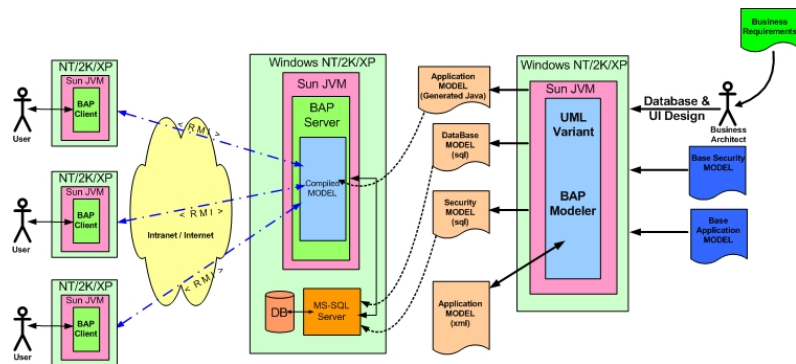 Business
Requirements
NT/2K/XP
Sun JVM
BAP
Client
User
NT/2K/XP
Sun JVM
BAP
Client
User
NT/2K/XP
Sun JVM
BAP
Client
User
< R M I >
< R M I >
< R M I >
Intranet / Internet
Windows NT/2K/XP
Sun JVM
BAP
Server
Compiled
MODEL
DB
MS-SQL
Server
Application
MODEL
(Generated Java)
DataBase
MODEL
(sql)
Security
MODEL
(sql)
Application
MODEL
(xml)
Windows NT/2K/XP
Sun JVM
UML
Variant
BAP
Modeler
Database &
UI Design
Business
Architect
Base Security
MODEL
Base Application
MODEL